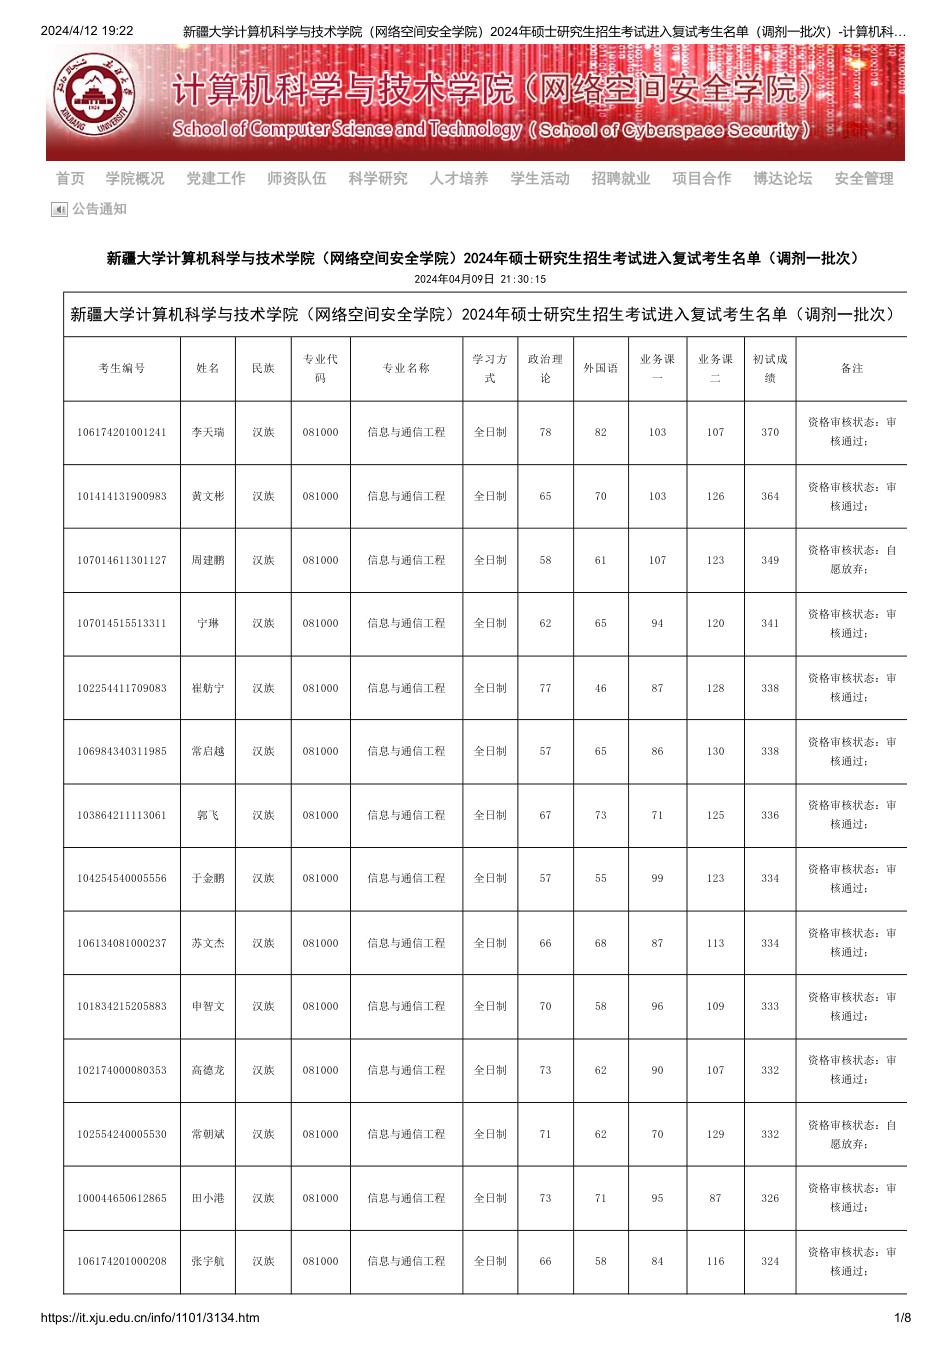 2024/4/12 19:22 新疆大学计算机科学与技术学院（网络空间安全学院）2024年硕士研究生招生考试进入复试考生名单（调剂一批次）-计算机科…
计算机科学与技术学院（网络空间安全学院）
School of Computer Science and Technology ( School of Cyberspace Security )
XINJIANG UNIVERSITY
1924
首页 学院概况 党建工作 师资队伍 科学研究 人才培养 学生活动 招聘就业 项目合作 博达论坛 安全管理
公告通知
新疆大学计算机科学与技术学院（网络空间安全学院）2024年硕士研究生招生考试进入复试考生名单（调剂一批次）
2024年04月09日 21:30:15
新疆大学计算机科学与技术学院（网络空间安全学院）2024年硕士研究生招生考试进入复试考生名单（调剂一批次）
考生编号 姓名 民族 专业代码 专业名称 学习方式 政治理论 外国语 业务课一 业务课二 初试成绩 备注
106174201001241 李天瑞 汉族 081000 信息与通信工程 全日制 78 82 103 107 370 资格审核状态：审核通过;
101414131900983 黄文彬 汉族 081000 信息与通信工程 全日制 65 70 103 126 364 资格审核状态：审核通过;
107014611301127 周建鹏 汉族 081000 信息与通信工程 全日制 58 61 107 123 349 资格审核状态：自愿放弃;
107014515513311 宁琳 汉族 081000 信息与通信工程 全日制 62 65 94 120 341 资格审核状态：审核通过;
102254411709083 崔舫宁 汉族 081000 信息与通信工程 全日制 77 46 87 128 338 资格审核状态：审核通过;
106984340311985 常启越 汉族 081000 信息与通信工程 全日制 57 65 86 130 338 资格审核状态：审核通过;
103864211113061 郭飞 汉族 081000 信息与通信工程 全日制 67 73 71 125 336 资格审核状态：审核通过;
104254540005556 于金鹏 汉族 081000 信息与通信工程 全日制 57 55 99 123 334 资格审核状态：审核通过;
106134081000237 苏文杰 汉族 081000 信息与通信工程 全日制 66 68 87 113 334 资格审核状态：审核通过;
101834215205883 申智文 汉族 081000 信息与通信工程 全日制 70 58 96 109 333 资格审核状态：审核通过;
102174000080353 高德龙 汉族 081000 信息与通信工程 全日制 73 62 90 107 332 资格审核状态：审核通过;
102554240005530 常朝斌 汉族 081000 信息与通信工程 全日制 71 62 70 129 332 资格审核状态：自愿放弃;
100044650612865 田小港 汉族 081000 信息与通信工程 全日制 73 71 95 87 326 资格审核状态：审核通过;
106174201000208 张宇航 汉族 081000 信息与通信工程 全日制 66 58 84 116 324 资格审核状态：审核通过;
https://it.xju.edu.cn/info/1101/3134.htm 1/8